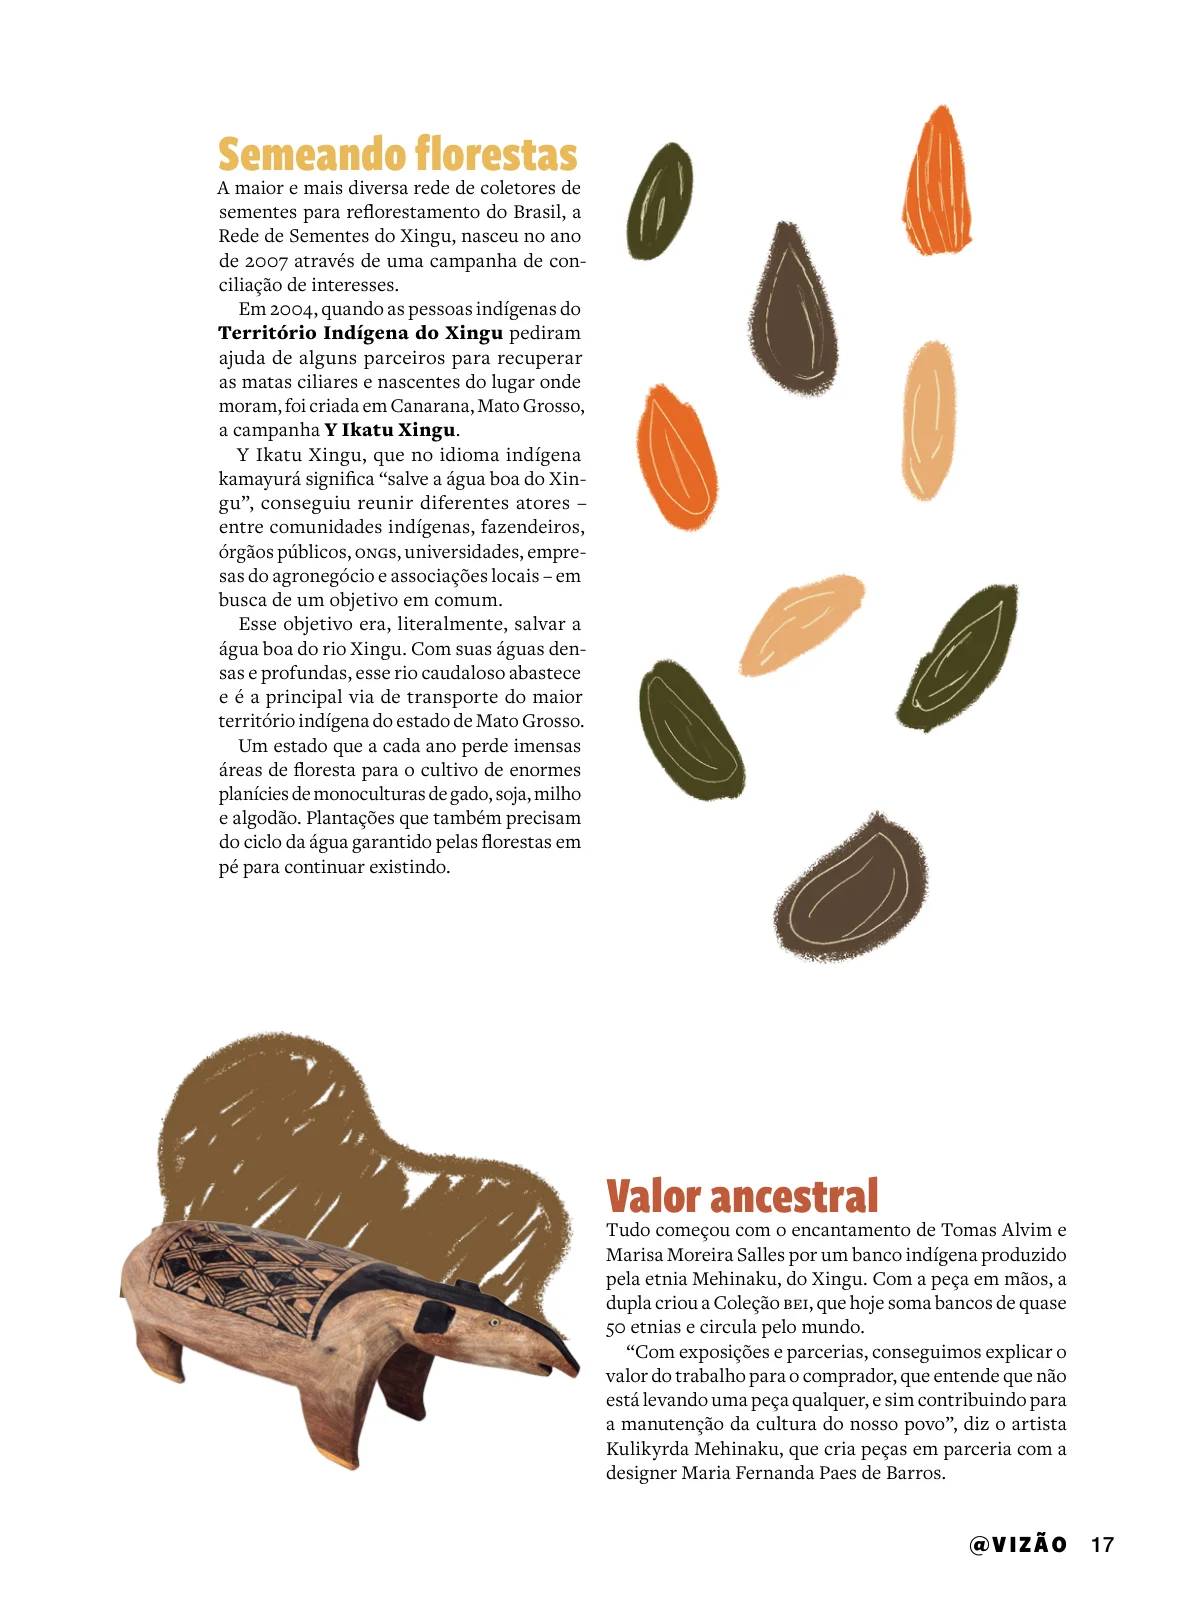 Semeando florestas
A maior e mais diversa rede de coletores de
sementes para reflorestamento do Brasil, a
Rede de Sementes do Xingu, nasceu no ano
de 2007 através de uma campanha de con-
ciliação de interesses.
Em 2004, quando as pessoas indígenas do
Território Indígena do Xingu pediram
ajuda de alguns parceiros para recuperar
as matas ciliares e nascentes do lugar onde
moram, foi criada em Canarana, Mato Grosso,
a campanha Y Ikatu Xingu.
Y Ikatu Xingu, que no idioma indígena
kamayurá significa “salve a água boa do Xin-
gu”, conseguiu reunir diferentes atores –
entre comunidades indígenas, fazendeiros,
órgãos públicos, ONGs, universidades, empre-
sas do agronegócio e associações locais – em
busca de um objetivo em comum.
Esse objetivo era, literalmente, salvar a
água boa do rio Xingu. Com suas águas den-
sas e profundas, esse rio caudaloso abastece
e é a principal via de transporte do maior
território indígena do estado de Mato Grosso.
Um estado que a cada ano perde imensas
áreas de floresta para o cultivo de enormes
planícies de monoculturas de gado, soja, milho
e algodão. Plantações que também precisam
do ciclo da água garantido pelas florestas em
pé para continuar existindo.
Valor ancestral
Tudo começou com o encantamento de Tomas Alvim e
Marisa Moreira Salles por um banco indígena produzido
pela etnia Mehinaku, do Xingu. Com a peça em mãos, a
dupla criou a Coleção BEI, que hoje soma bancos de quase
50 etnias e circula pelo mundo.
“Com exposições e parcerias, conseguimos explicar o
valor do trabalho para o comprador, que entende que não
está levando uma peça qualquer, e sim contribuindo para
a manutenção da cultura do nosso povo”, diz o artista
Kulikyrda Mehinaku, que cria peças em parceria com a
designer Maria Fernanda Paes de Barros.
@VIZÃO 17